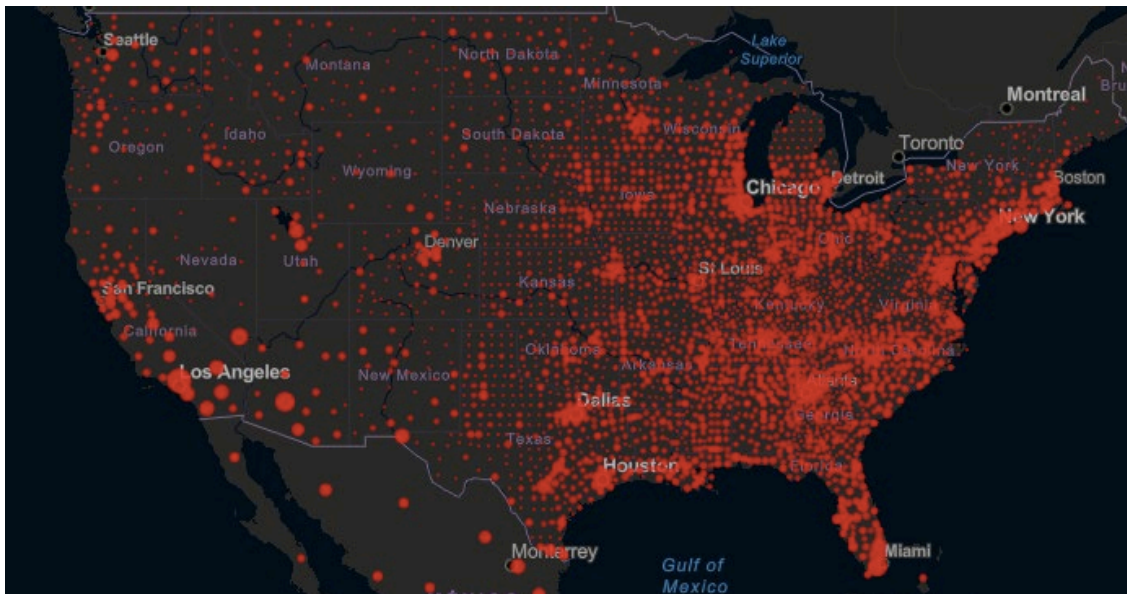 Seattle
Lake
Superior
North Dakota
Montana
Minnesota
Montreal
Oregon
Idaho
South Dakota
Wisconsin
Toronto
Wyoming
New York
Detroit
Boston
Chicago
Iowa
Nebraska
New York
Denver
Ohio
Nevada
Utah
St Louis
Kansas
San Francisco
Kentucky
Virginia
California
Tennessee
North Carolina
Oklahoma
Arkansas
Los Angeles
New Mexico
Atlanta
Dallas
Georgia
Texas
Houston
Florida
Monterrey
Miami
Gulf of
Mexico